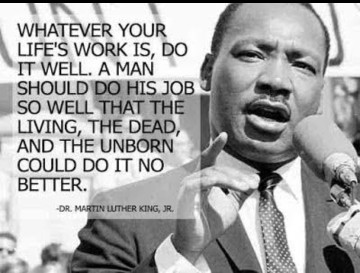 WHATEVER YOUR
LIFE'S WORK IS, DO
IT WELL. A MAN
SHOULD DO HIS JOB
SO WELL THAT THE
LIVING, THE DEAD,
AND THE UNBORN
COULD DO IT NO
BETTER.
-DR. MARTIN LUTHER KING, JR.